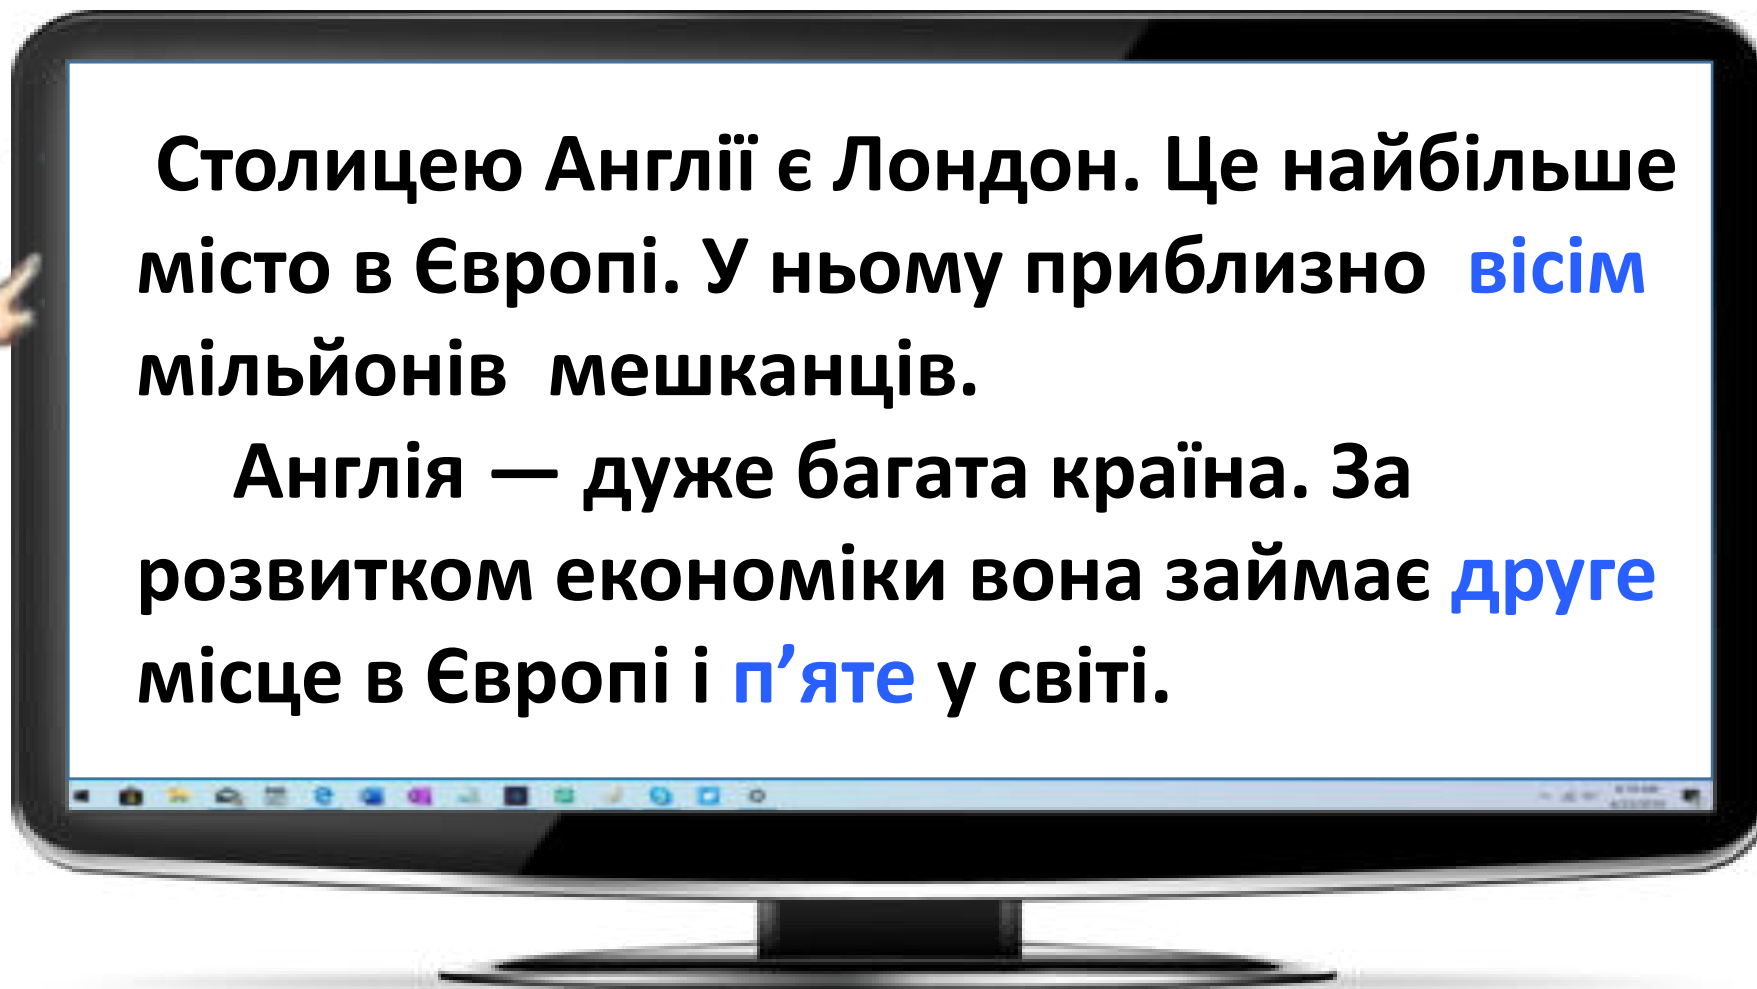 Столицею Англії є Лондон. Це найбільше
місто в Європі. У ньому приблизно вісім
мільйонів мешканців.
Англія — дуже багата країна. За
розвитком економіки вона займає друге
місце в Європі і п’яте у світі.